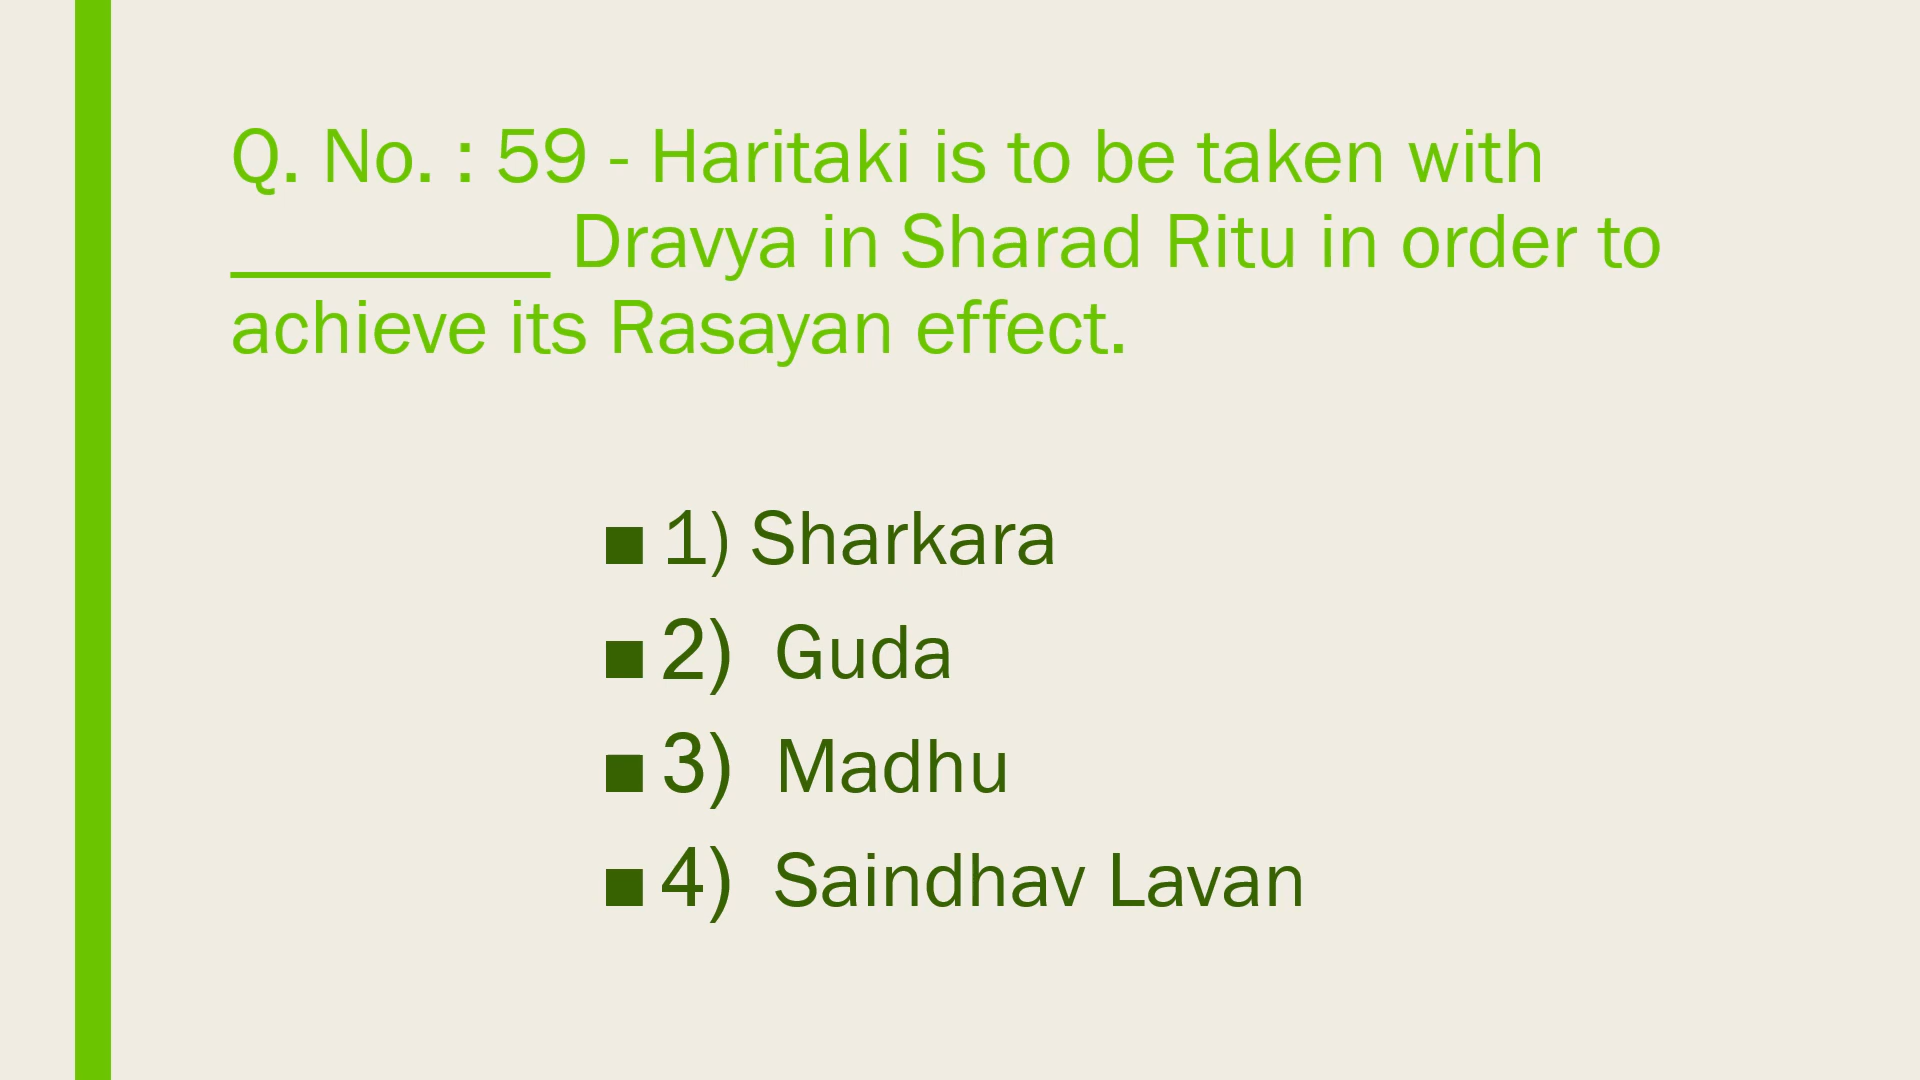 Q. No. : 59 - Haritaki is to be taken with
_________ Dravya in Sharad Ritu in order to
achieve its Rasayan effect.
■ 1) Sharkara
■ 2) Guda
■ 3) Madhu
■ 4) Saindhav Lavan